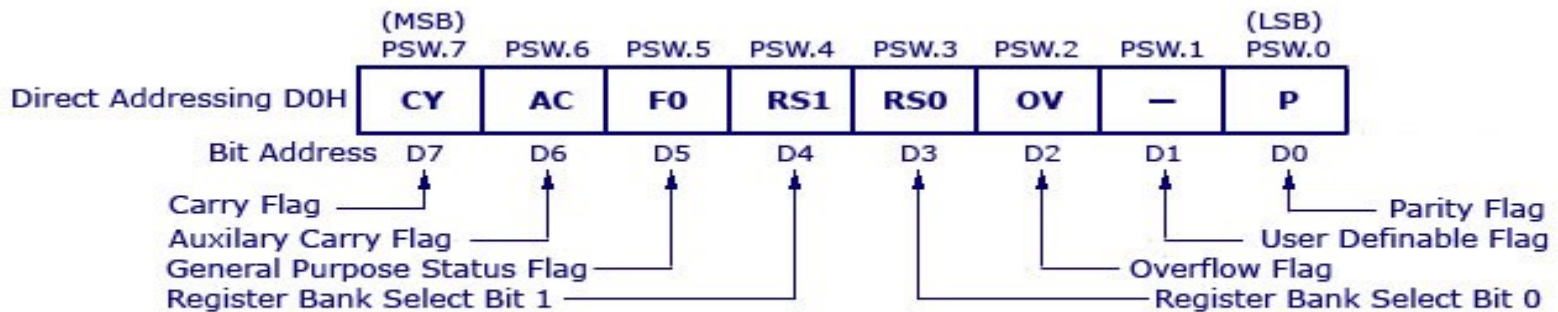 (MSB) (LSB)
PSW.7 PSW.6 PSW.5 PSW.4 PSW.3 PSW.2 PSW.1 PSW.0
Direct Addressing D0H CY AC F0 RS1 RS0 OV — P
Bit Address D7 D6 D5 D4 D3 D2 D1 D0
Carry Flag Parity Flag
Auxilary Carry Flag User Definable Flag
General Purpose Status Flag Overflow Flag
Register Bank Select Bit 1 Register Bank Select Bit 0